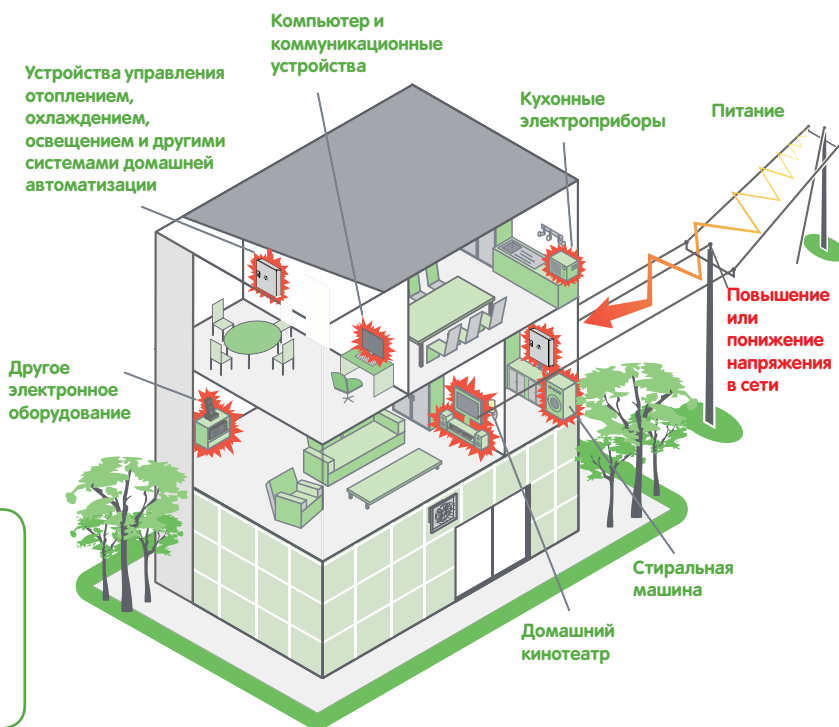 Компьютер и
коммуникационные
устройства
Устройства управления
отоплением,
охлаждением,
освещением и другими
системами домашней
автоматизации
Кухонные
электроприборы
Питание
Повышение
или
понижение
напряжения
в сети
Другое
электронное
оборудование
Стиральная
машина
Домашний
кинотеатр